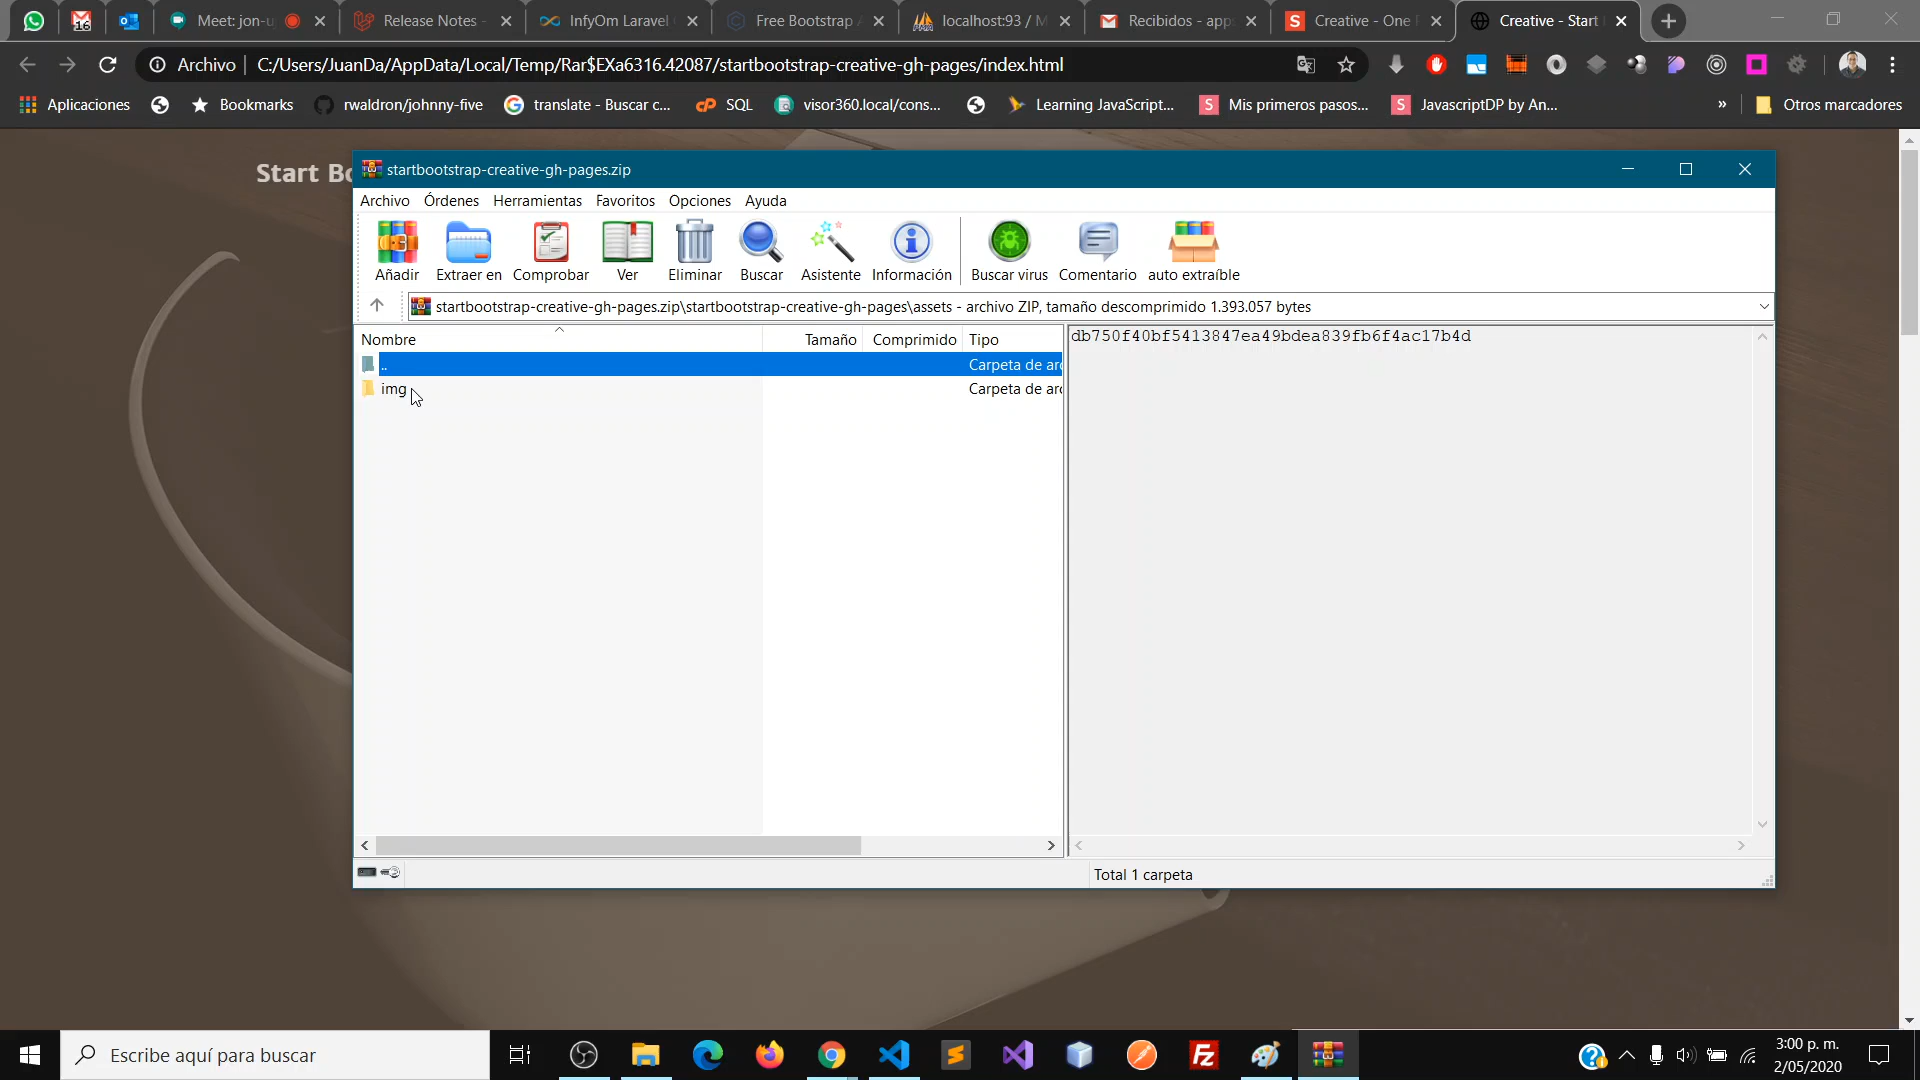 16
Meet: jon-u
Release Notes -
InfyOm Laravel
Free Bootstrap
localhost:93 / M
Recibidos - apps
Creative - One
Creative - Start
Archivo
C:/Users/JuanDa/AppData/Local/Temp/Rar$EXa6316.42087/startbootstrap-creative-gh-pages/index.html
Aplicaciones
Bookmarks
rwaldron/johnny-five
translate - Buscar c...
SQL
visor360.local/cons...
Learning JavaScript...
Mis primeros pasos...
JavascriptDP by An...
»
Otros marcadores
Start Bo
startbootstrap-creative-gh-pages.zip
Archivo Órdenes Herramientas Favoritos Opciones Ayuda
Añadir
Extraer en
Comprobar
Ver
Eliminar
Buscar
Asistente
Información
Buscar virus
Comentario
auto extraíble
startbootstrap-creative-gh-pages.zip\startbootstrap-creative-gh-pages\assets - archivo ZIP, tamaño descomprimido 1.393.057 bytes
Nombre Tamaño Comprimido Tipo
.. Carpeta de arc
img Carpeta de arc
db750f40bf5413847ea49bdea839fb6f4ac17b4d
Total 1 carpeta
Escribe aquí para buscar
3:00 p. m.
2/05/2020